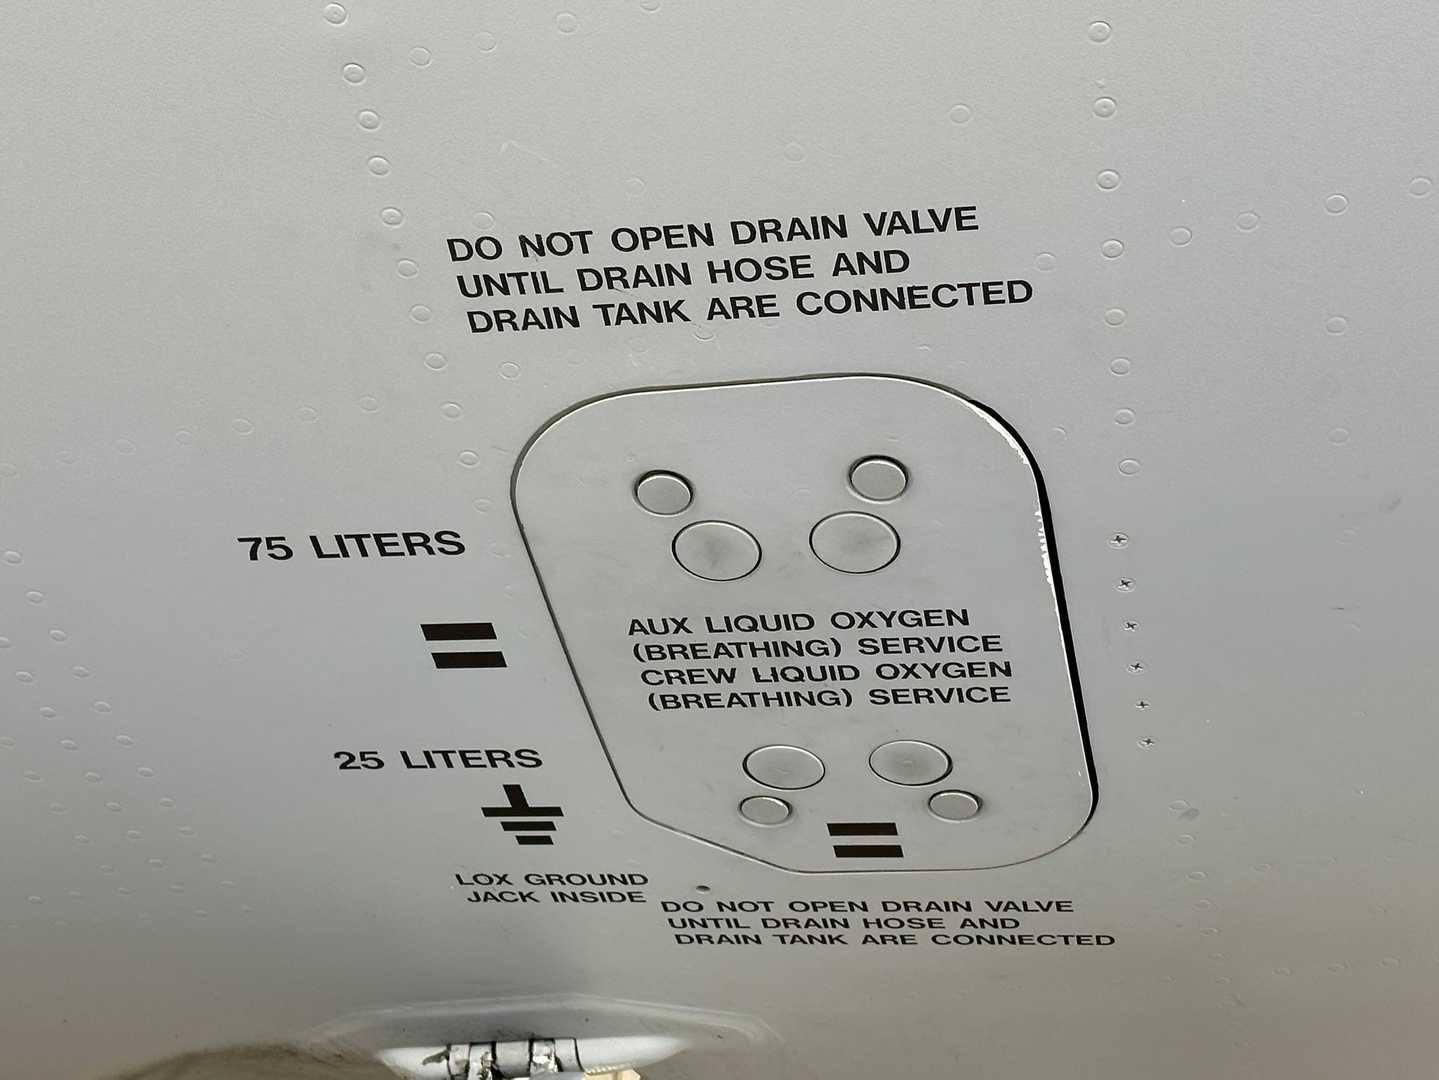 DO NOT OPEN DRAIN VALVE
UNTIL DRAIN HOSE AND
DRAIN TANK ARE CONNECTED
75 LITERS
AUX LIQUID OXYGEN
(BREATHING) SERVICE
CREW LIQUID OXYGEN
(BREATHING) SERVICE
25 LITERS
LOX GROUND
JACK INSIDE
DO NOT OPEN DRAIN VALVE
UNTIL DRAIN HOSE AND
DRAIN TANK ARE CONNECTED